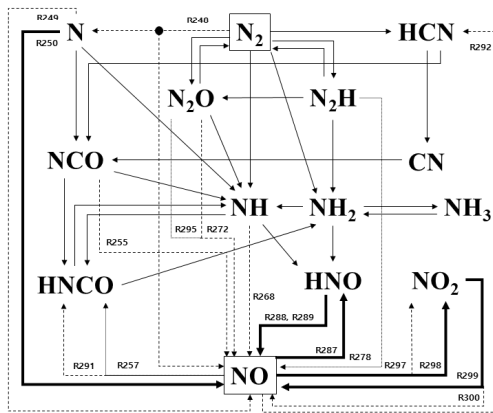 R249
R240
N
N₂
HCN
R250
R292
N₂O
N₂H
NCO
CN
NH
NH₂
NH₃
R295
R272
R255
HNCO
HNO
NO₂
R268
R288, R289
R287
R278
R291
R257
R297
R298
R299
NO
R300